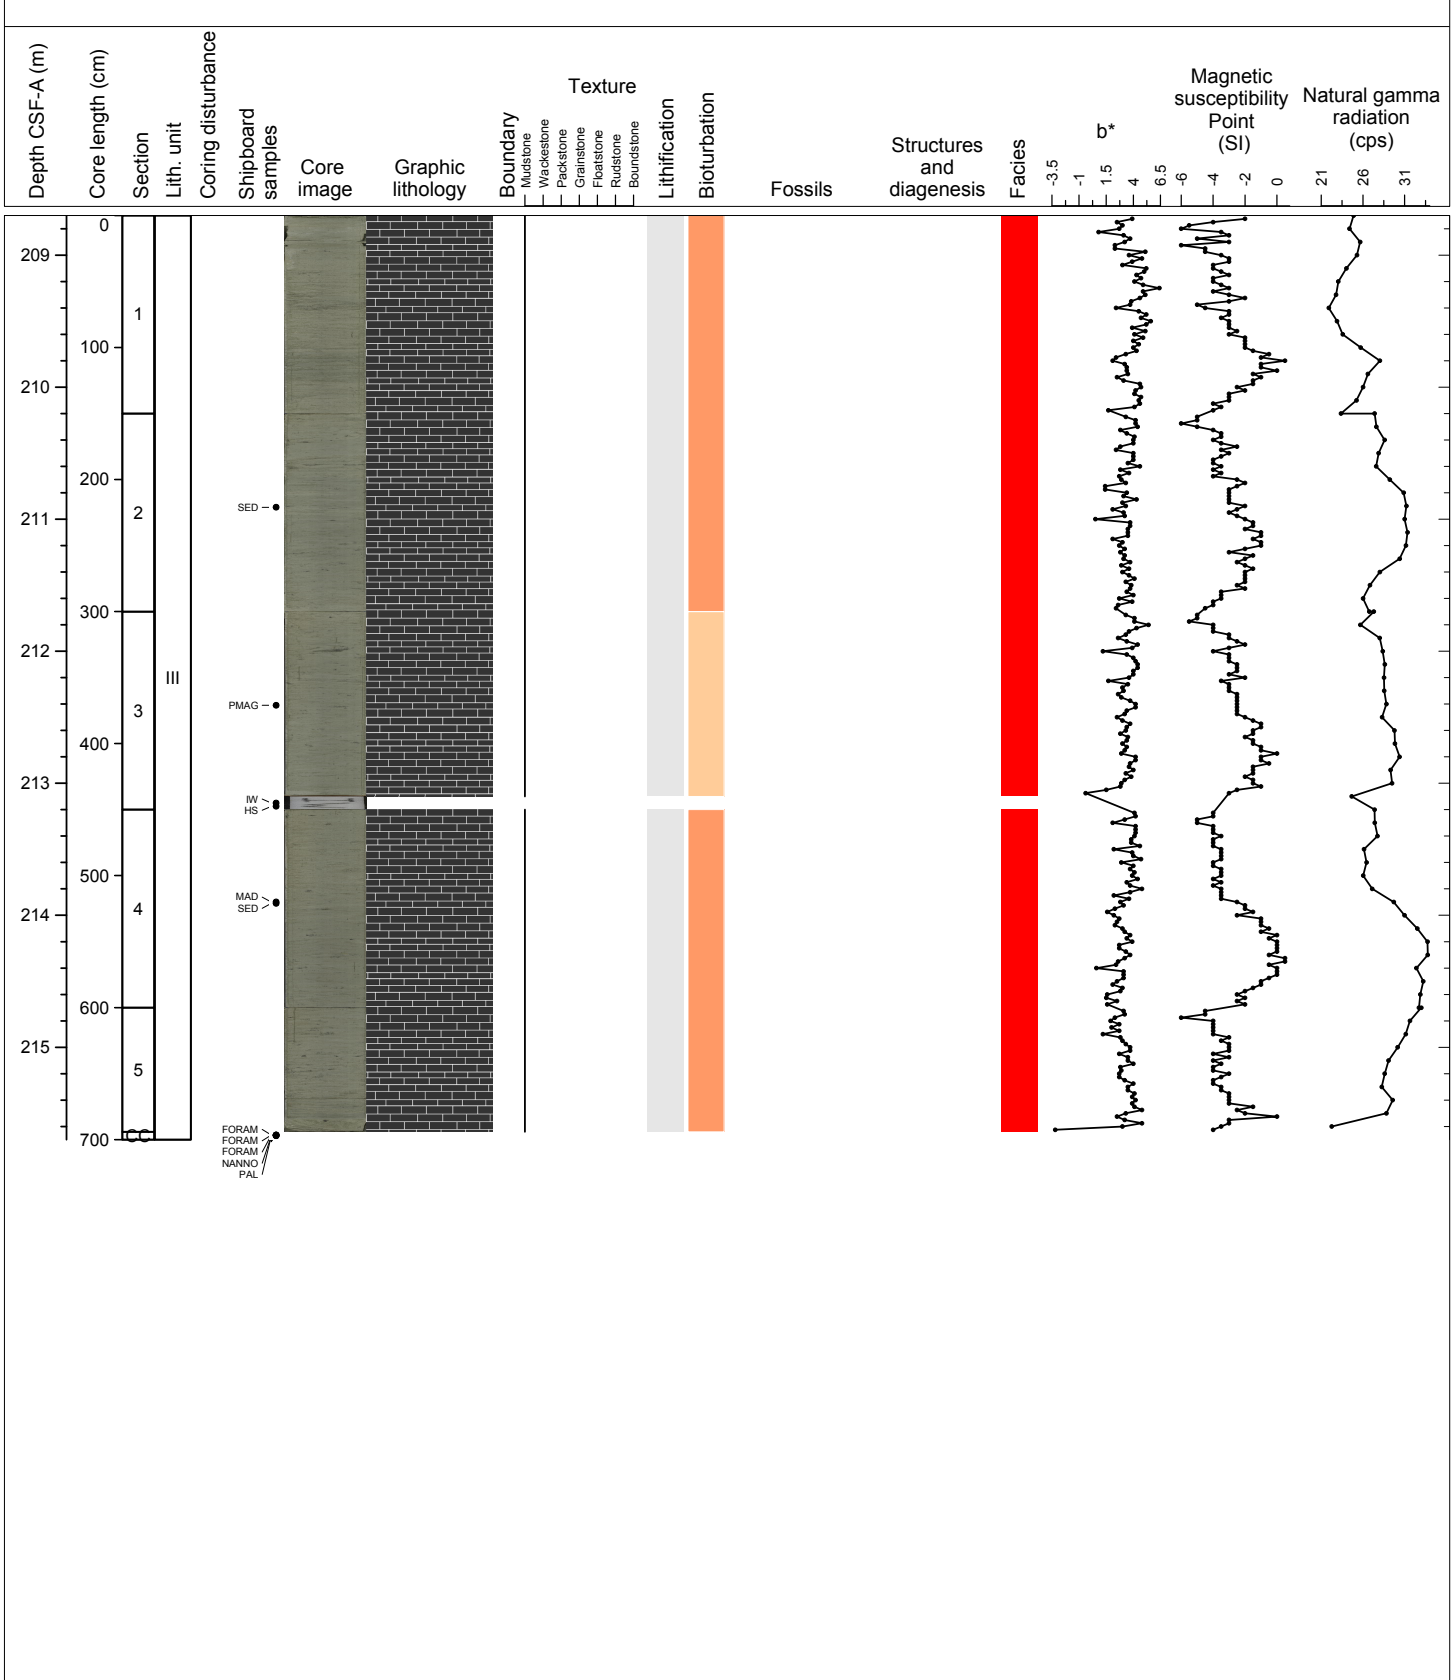 Depth CSF-A (m)
Core length (cm)
Section
Lith. unit
Coring disturbance
Shipboard
samples
Core
image
Graphic
lithology
Boundary
Texture
Mudstone
Wackestone
Packstone
Grainstone
Floatstone
Rudstone
Boundstone
Lithification
Bioturbation
Fossils
Structures
and
diagenesis
Facies
b*
-3.5
-1
1.5
4
6.5
Magnetic
susceptibility
Point
(SI)
-6
-4
-2
0
Natural gamma
radiation
(cps)
21
26
31
209
210
211
212
213
214
215
0
100
200
300
400
500
600
700
1
2
3
4
5
CC
III
SED
PMAG
IW
HS
MAD
SED
FORAM
FORAM
FORAM
NANNO
PAL